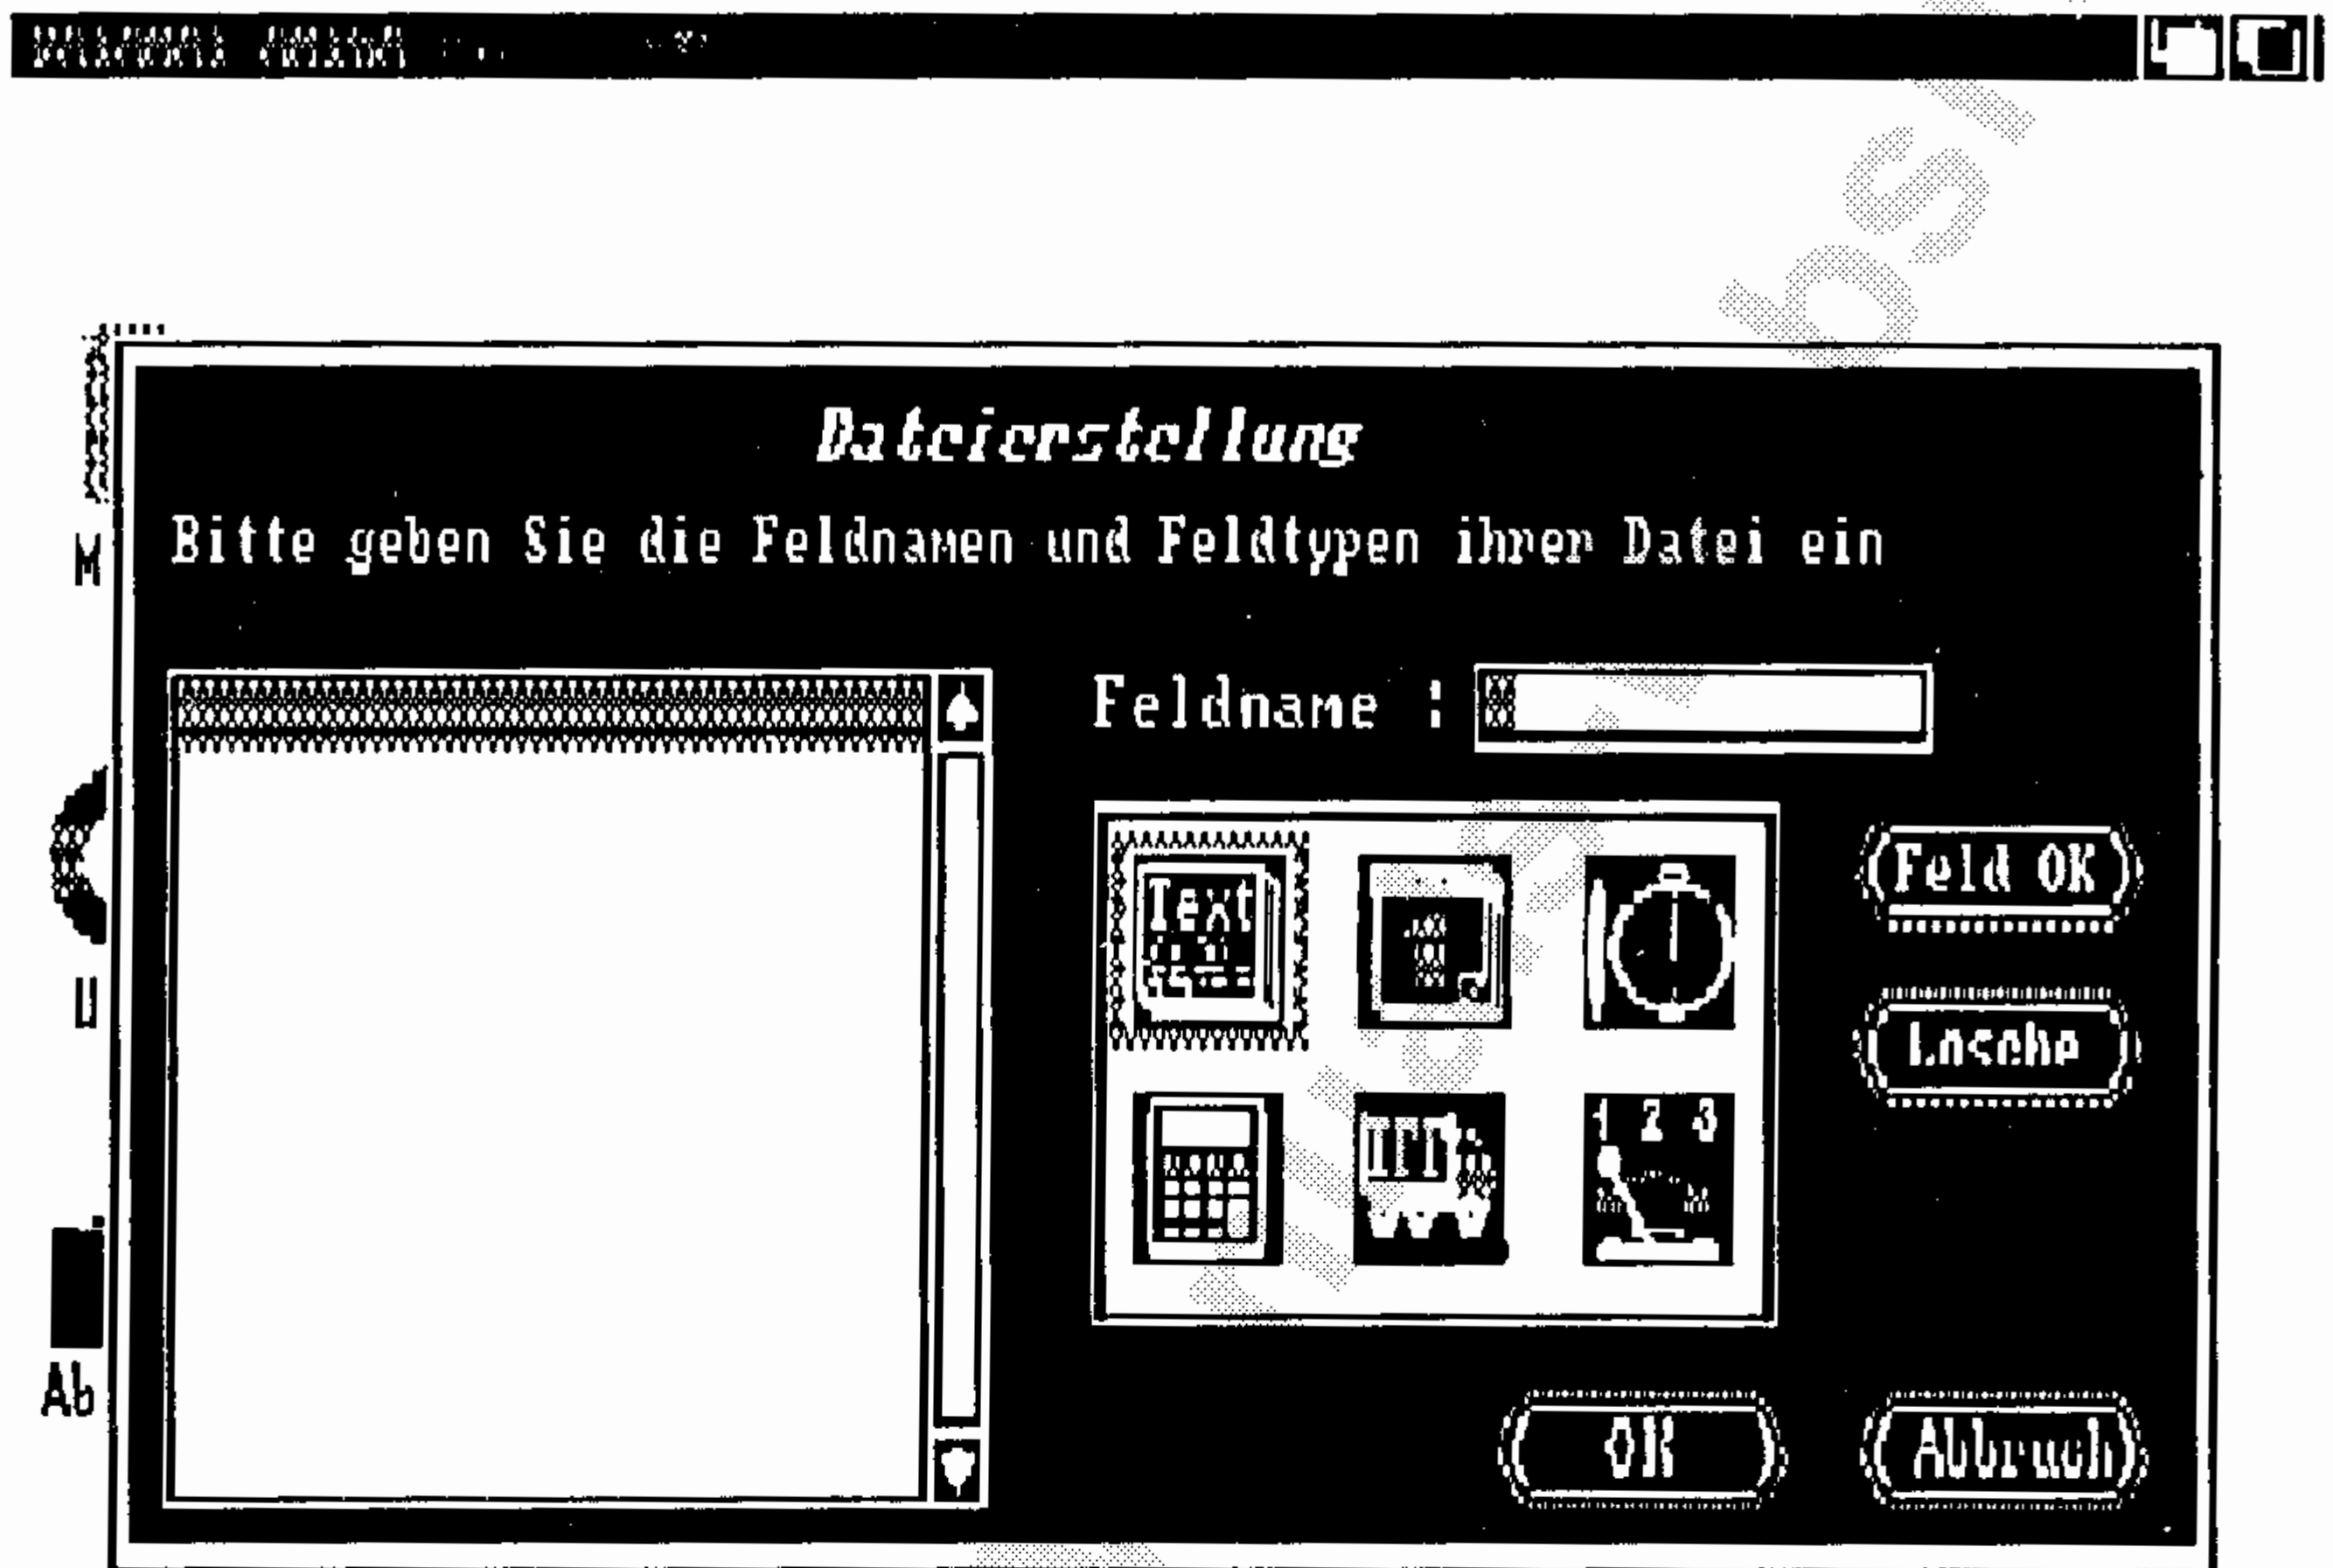 Dateierstellung
Bitte geben Sie die Feldnamen und Feldtypen ihrer Datei ein
M
Feldname :
Text
Feld OK
U
Lösche
1 2 3
Ab
OK
Abbruch